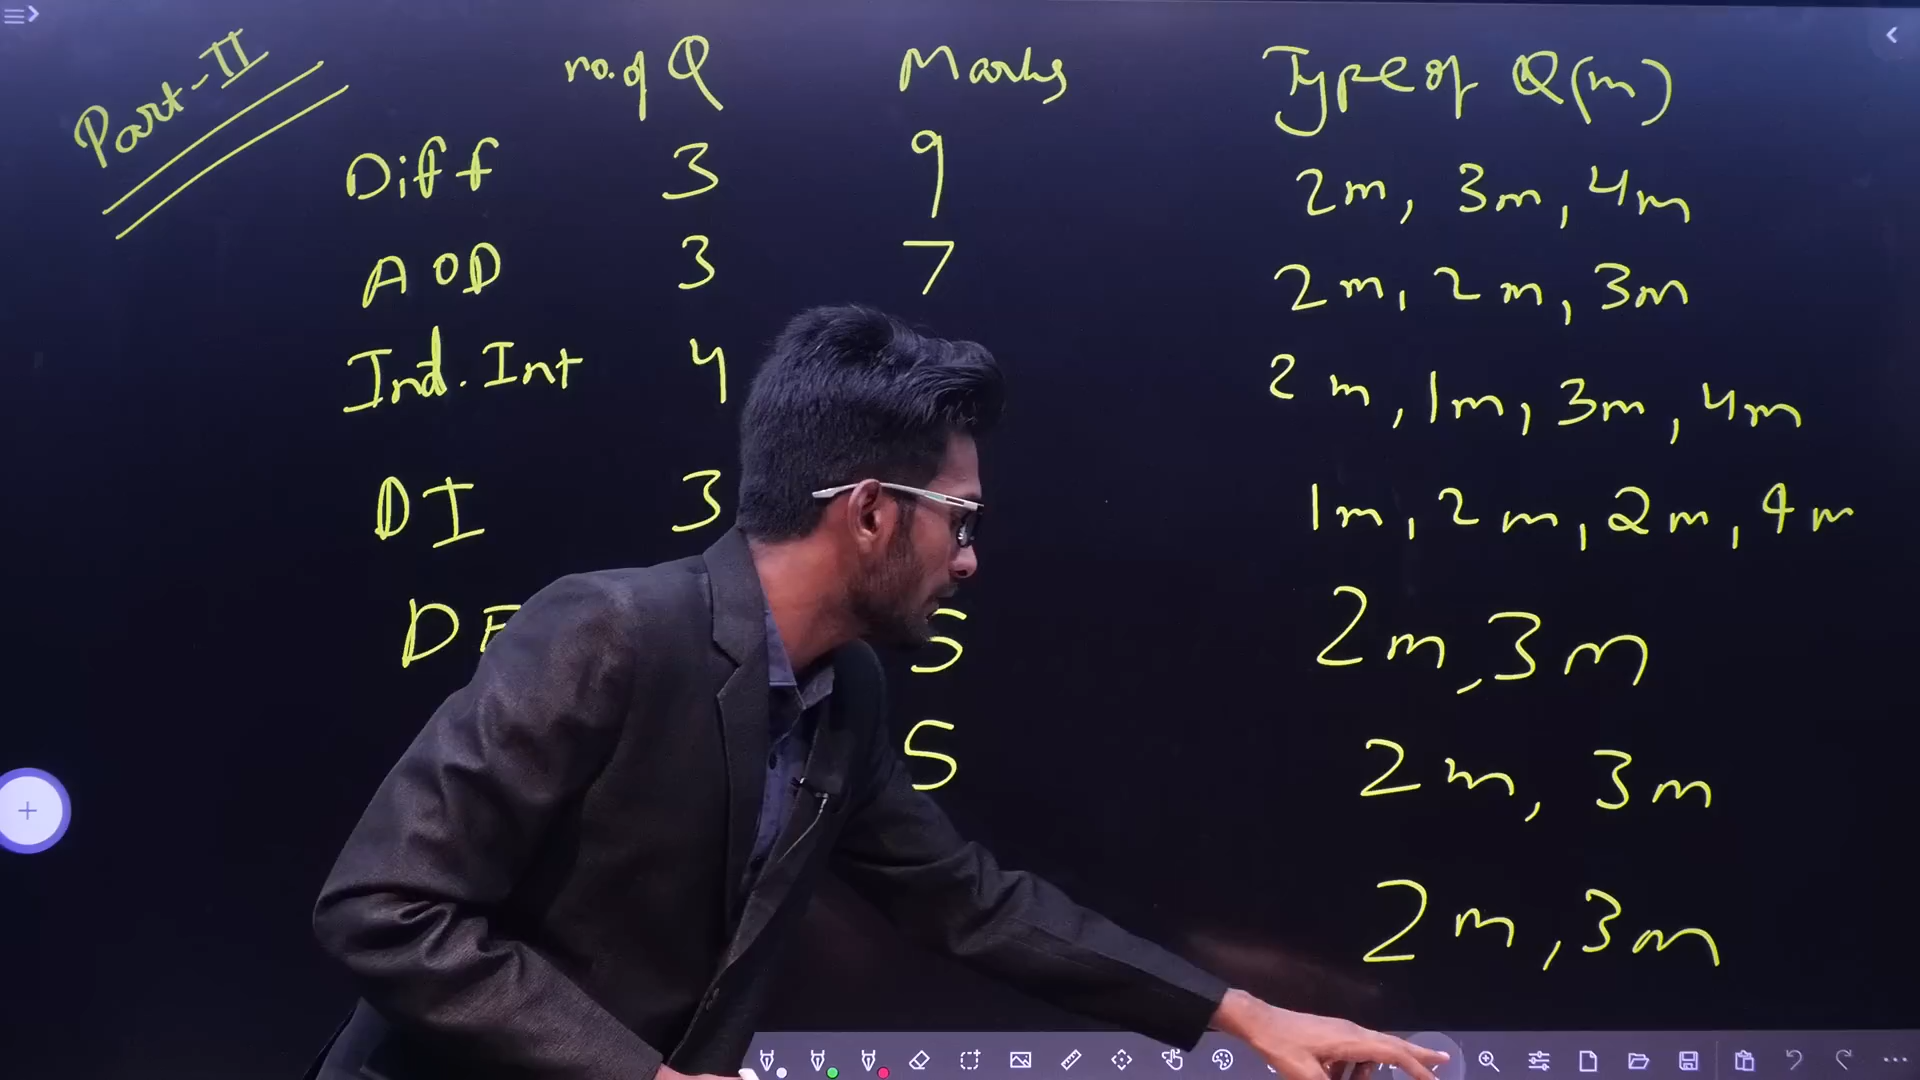 Part-II
no. of Q Marks Type of Q(m)
Diff 3 9 2m, 3m, 4m
AOD 3 7 2m, 2m, 3m
Ind. Int 4 2m, 1m, 3m, 4m
DI 3 1m, 2m, 2m, 4m
5 2m, 3m
5 2m, 3m
2m, 3m